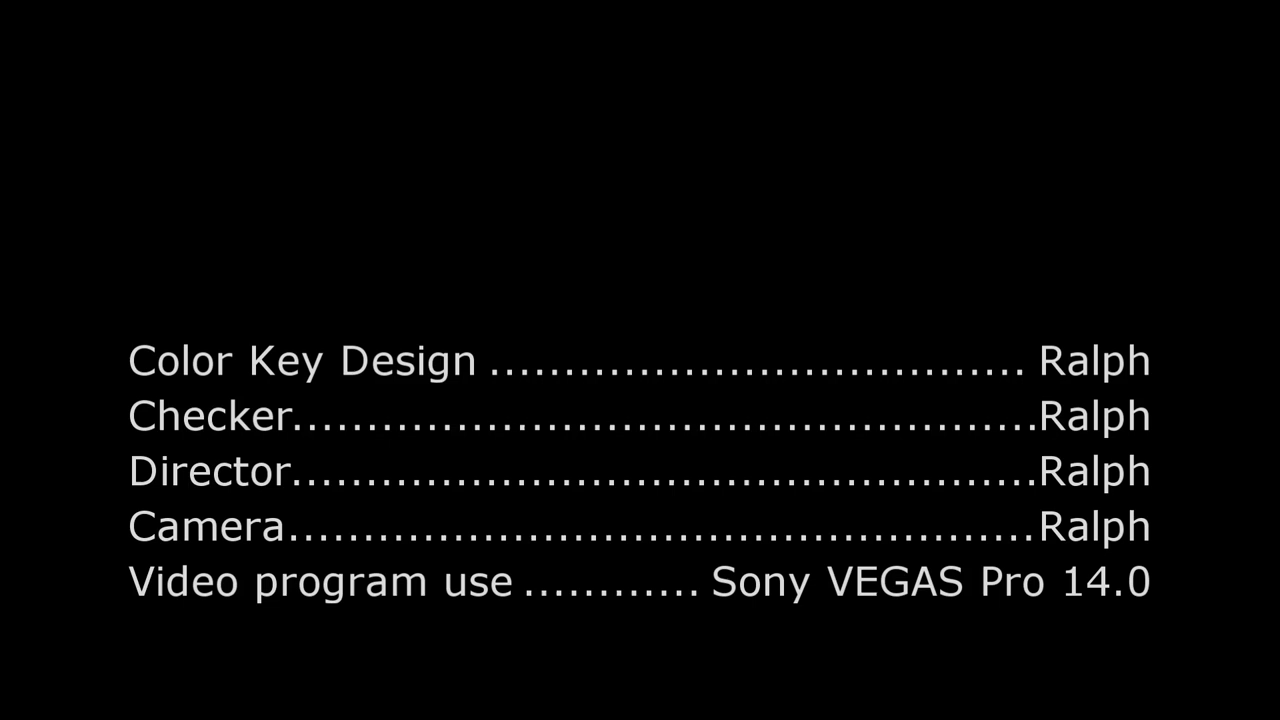 Color Key Design .................................... Ralph
Checker..................................................Ralph
Director..................................................Ralph
Camera..................................................Ralph
Video program use ............ Sony VEGAS Pro 14.0